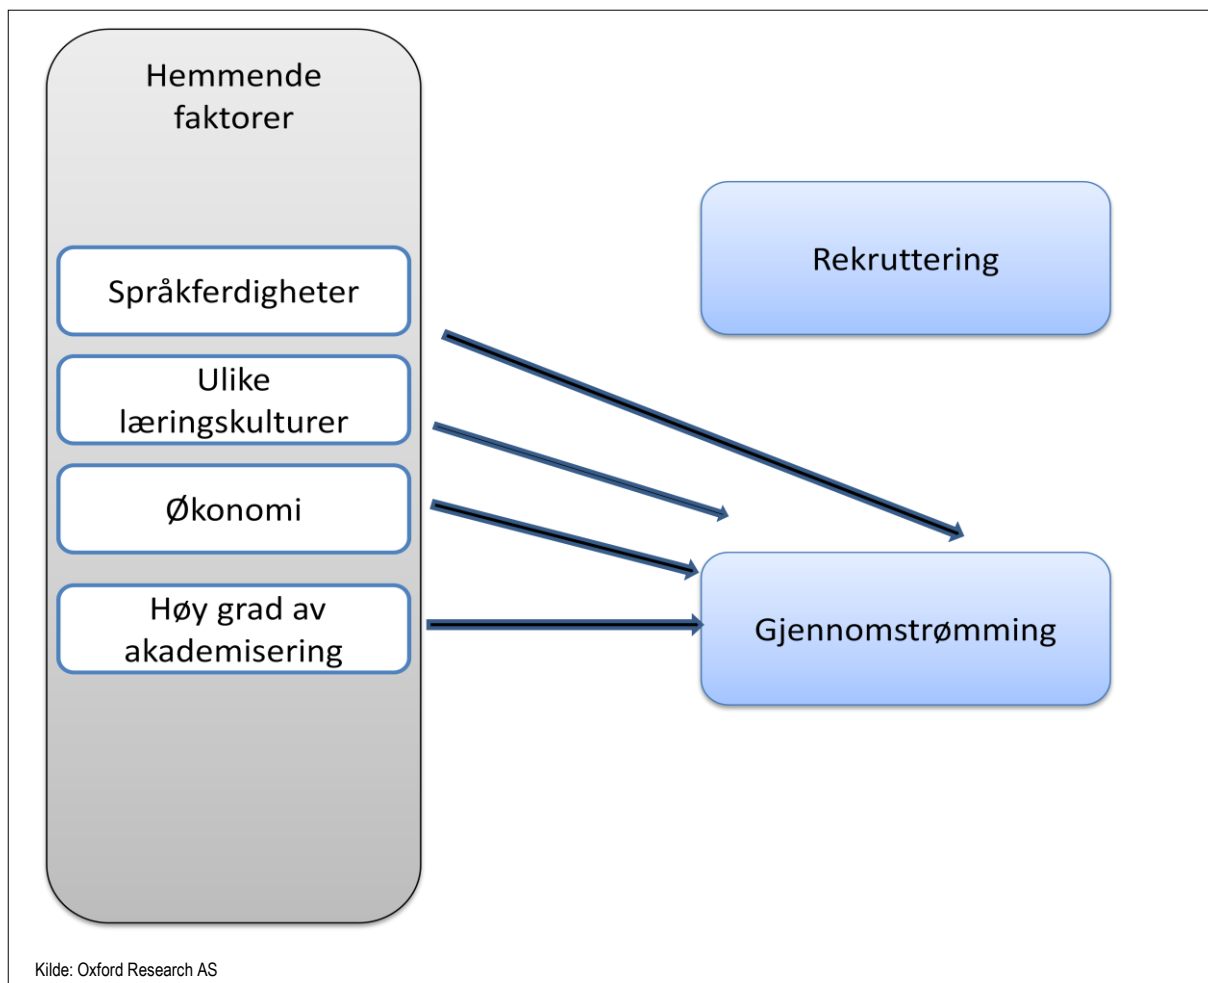 Hemmende
faktorer
Språkferdigheter
Ulike
læringskulturer
Økonomi
Høy grad av
akademisering
Rekruttering
Gjennomstrømming
Kilde: Oxford Research AS